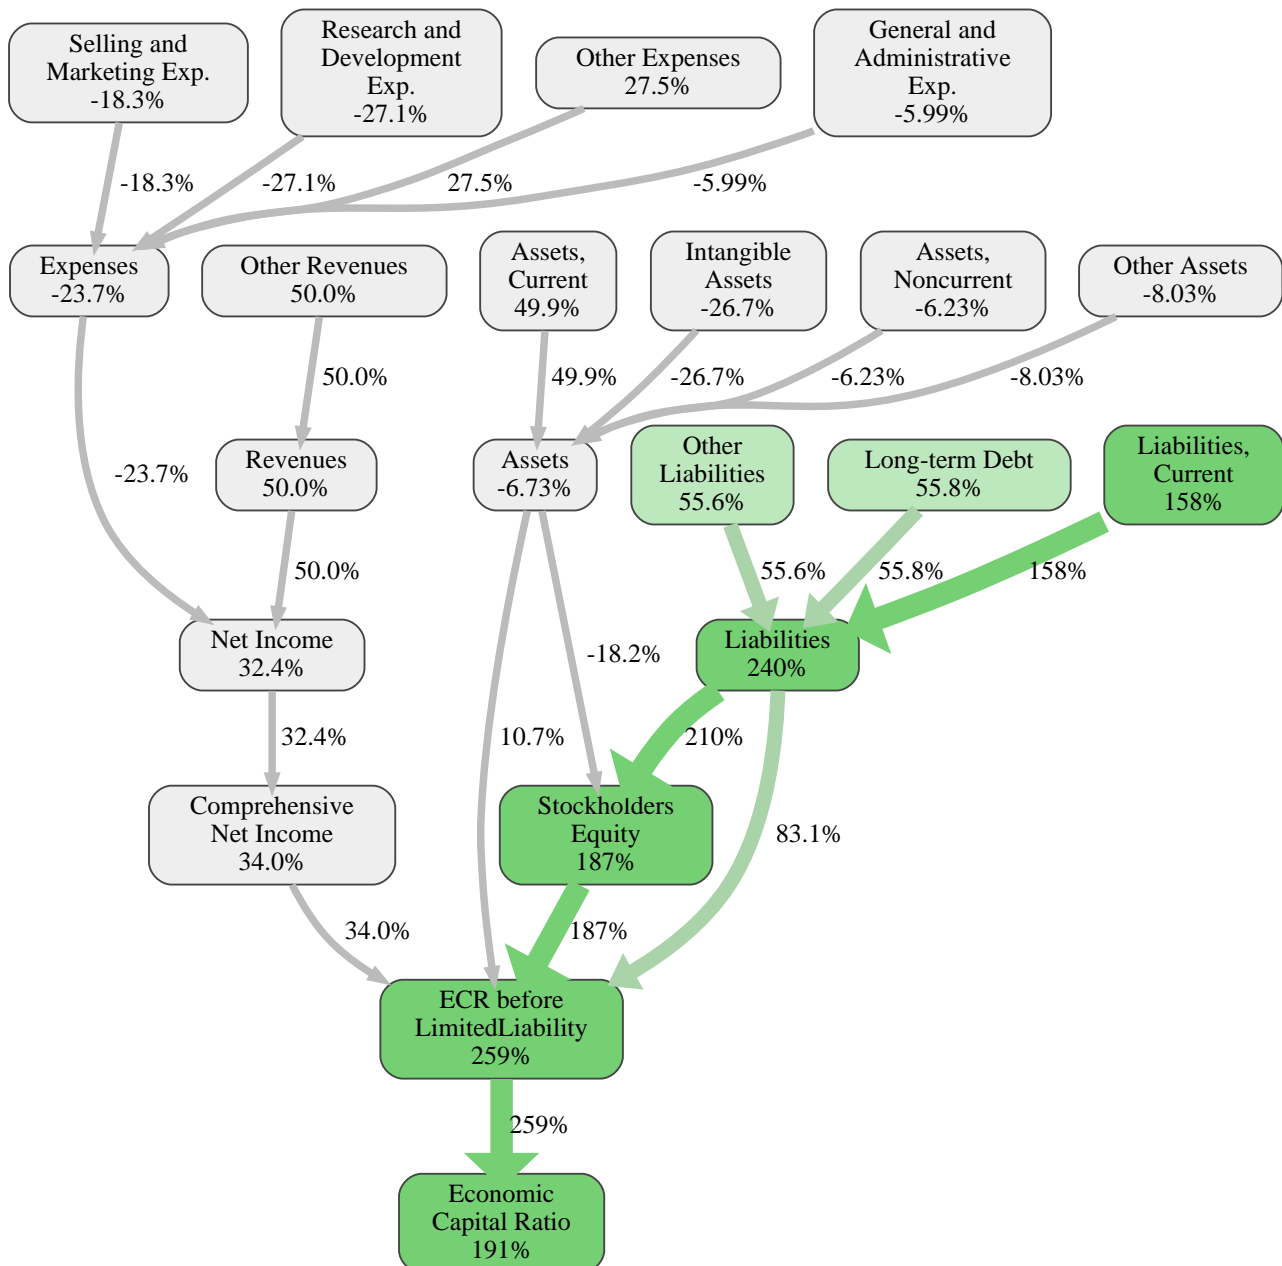 Selling and
Marketing Exp.
-18.3%
Research and
Development
Exp.
-27.1%
Other Expenses
27.5%
General and
Administrative
Exp.
-5.99%
-18.3%
-27.1%
27.5%
-5.99%
Expenses
-23.7%
Other Revenues
50.0%
Assets,
Current
49.9%
Intangible
Assets
-26.7%
Assets,
Noncurrent
-6.23%
Other Assets
-8.03%
50.0%
49.9%
-26.7%
-6.23%
-8.03%
-23.7%
Revenues
50.0%
Assets
-6.73%
Other
Liabilities
55.6%
Long-term Debt
55.8%
Liabilities,
Current
158%
50.0%
55.6%
55.8%
158%
Net Income
32.4%
-18.2%
Liabilities
240%
32.4%
10.7%
210%
Comprehensive
Net Income
34.0%
Stockholders
Equity
187%
83.1%
34.0%
187%
ECR before
LimitedLiability
259%
259%
Economic
Capital Ratio
191%